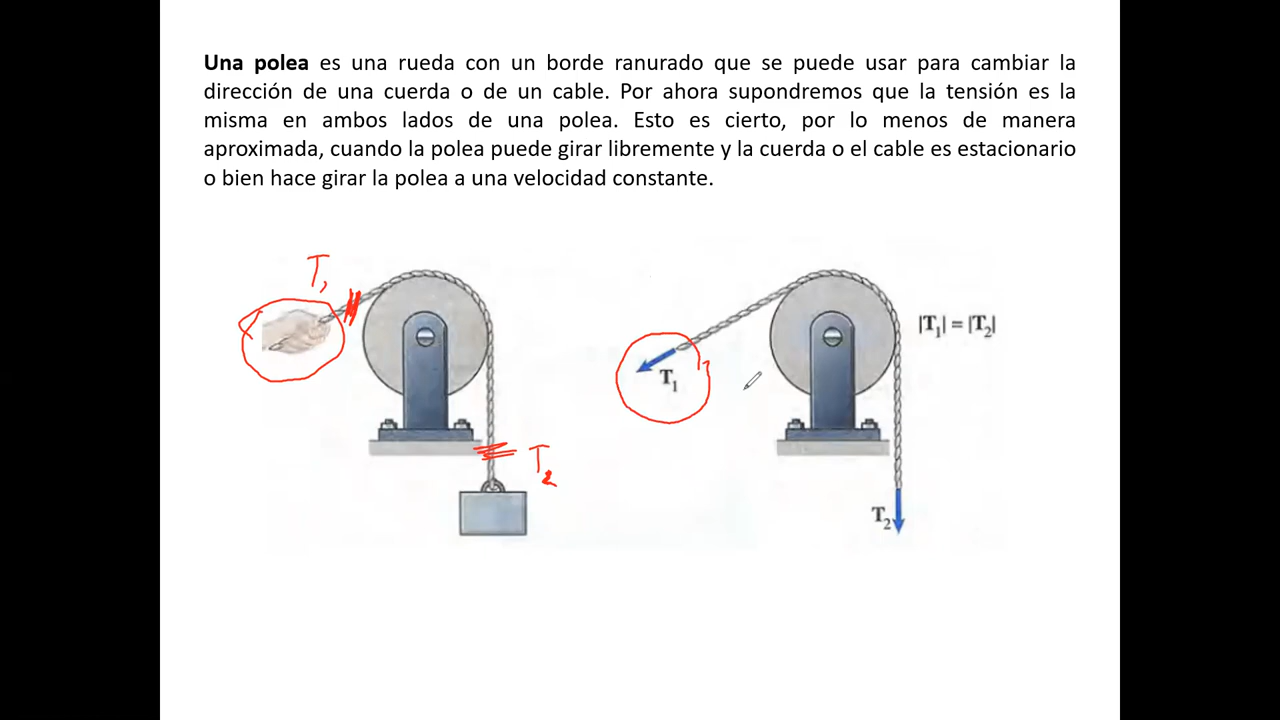 Una polea es una rueda con un borde ranurado que se puede usar para cambiar la
dirección de una cuerda o de un cable. Por ahora supondremos que la tensión es la
misma en ambos lados de una polea. Esto es cierto, por lo menos de manera
aproximada, cuando la polea puede girar libremente y la cuerda o el cable es estacionario
o bien hace girar la polea a una velocidad constante.
T₁
T₂
T₁
|T₁| = |T₂|
T₂